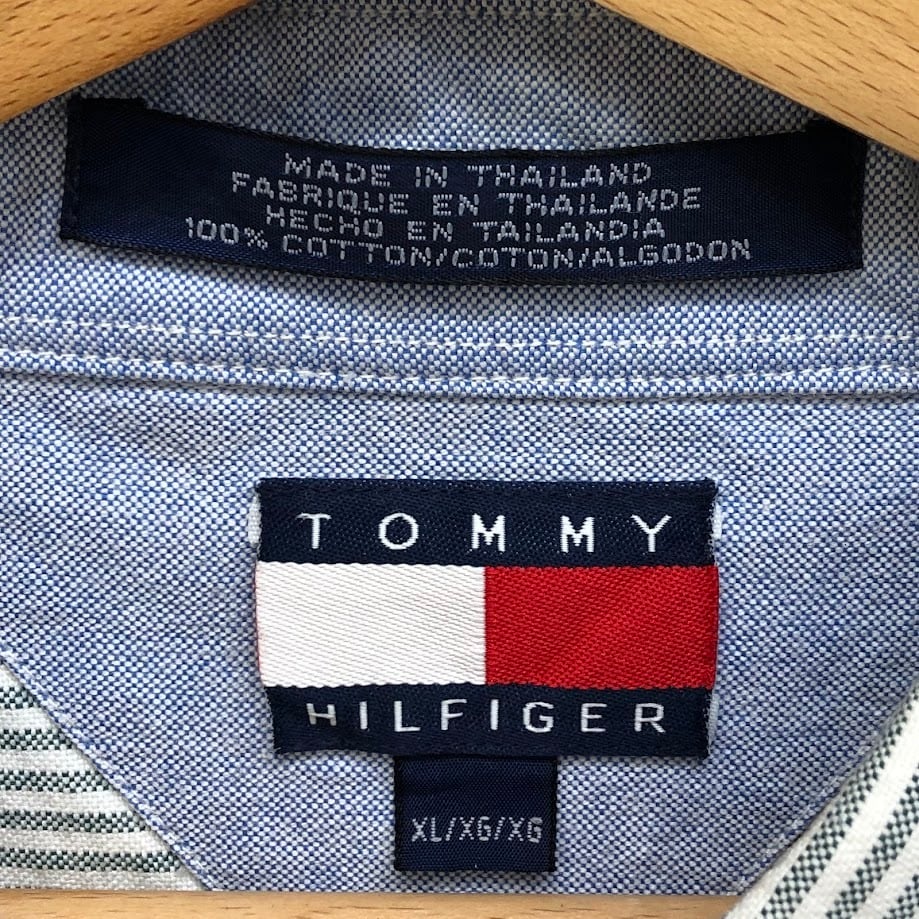 MADE IN THAILAND
FABRIQUE EN THAILANDE
HECHO EN TAILANDIA
100% COTTON/COTON/ALGODON
TOMMY
HILFIGER
XL/XG/XG